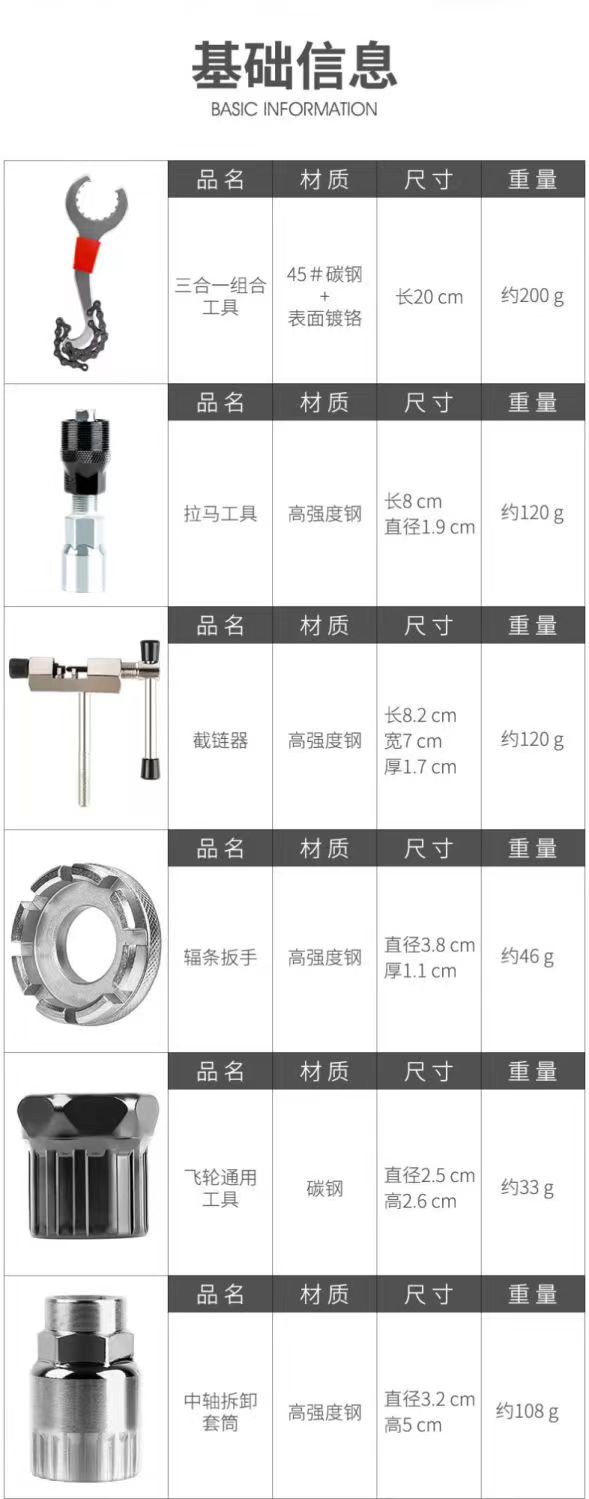 基础信息
BASIC INFORMATION
品名 材质 尺寸 重量
三合一组合
工具
45#碳钢
+
表面镀铬
长20 cm
约200 g
品名 材质 尺寸 重量
拉马工具
高强度钢
长8 cm
直径1.9 cm
约120 g
品名 材质 尺寸 重量
截链器
高强度钢
长8.2 cm
宽7 cm
厚1.7 cm
约120 g
品名 材质 尺寸 重量
辐条扳手
高强度钢
直径3.8 cm
厚1.1 cm
约46 g
品名 材质 尺寸 重量
飞轮通用
工具
碳钢
直径2.5 cm
高2.6 cm
约33 g
品名 材质 尺寸 重量
中轴拆卸
套筒
高强度钢
直径3.2 cm
高5 cm
约108 g